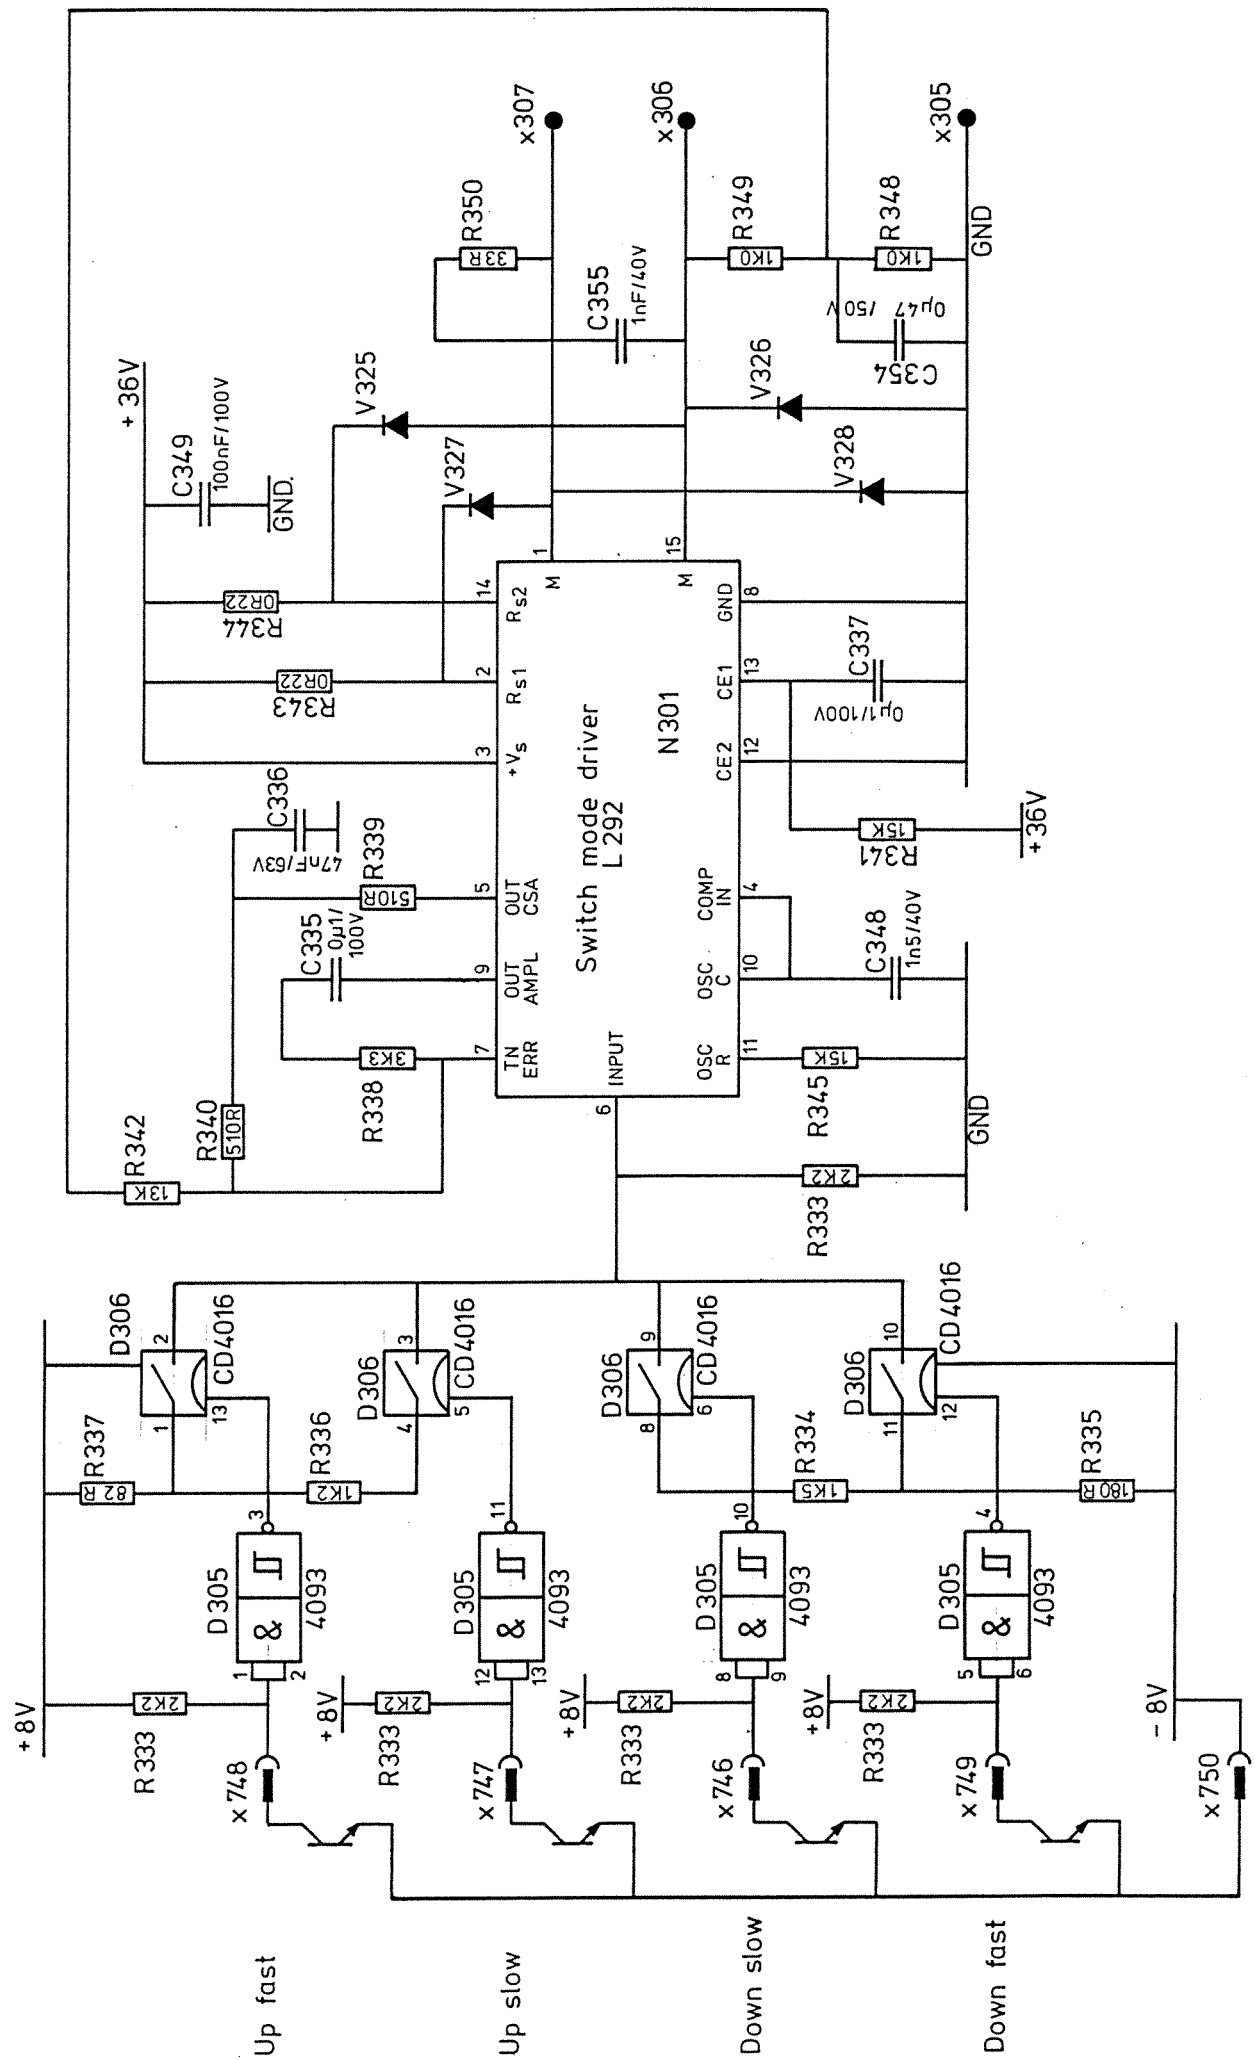 Up fast
Up slow
Down slow
Down fast
+8V
R333
2K2
x748
1
2
D305
&
4093
3
R337
82R
D306
1
2
13
CD4016
+8V
R333
2K2
x747
12
13
D305
&
4093
11
R336
1K2
D306
4
3
5
CD4016
+8V
R333
2K2
x746
8
9
D305
&
4093
10
D306
8
9
6
CD4016
R334
1K5
+8V
R333
2K2
x749
5
6
D305
&
4093
4
D306
11
10
12
CD4016
R335
180R
-8V
x750
R342
13K
R340
510R
R338
3K3
C335
0µ1/
100V
R339
510R
C336
47nF/63V
R343
0R22
R344
0R22
C349
100nF/100V
GND.
+36V
V325
V327
R350
33R
C355
1nF/40V
x307
x306
R349
1K0
R348
1K0
C354
0µ47
/50V
V326
V328
GND
x305
7
TN
ERR
9
OUT
AMPL
5
OUT
CSA
3
+Vs
2
Rs1
14
Rs2
1
M
15
M
6
INPUT
Switch mode driver
L292
N301
11
OSC
R
10
OSC
C
4
COMP
IN
12
CE2
13
CE1
8
GND
R333
2K2
R345
15K
GND
C348
1n5/40V
R341
15K
+36V
C337
0µ1/100V